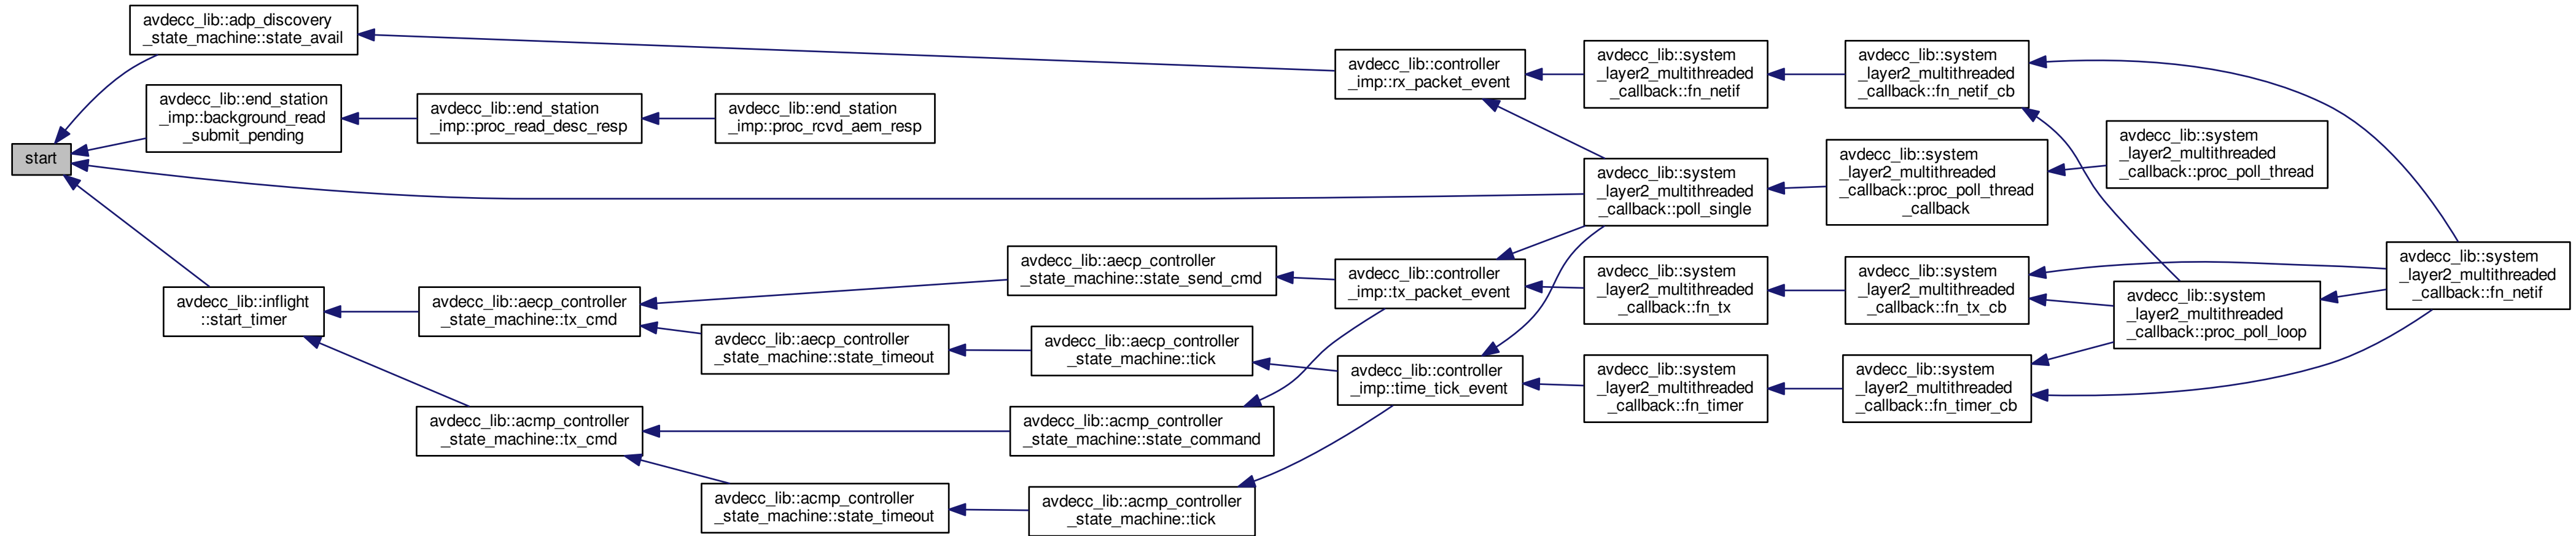 start
avdecc_lib::adp_discovery
_state_machine::state_avail
avdecc_lib::end_station
_imp::background_read
_submit_pending
avdecc_lib::inflight
::start_timer
avdecc_lib::end_station
_imp::proc_read_desc_resp
avdecc_lib::aecp_controller
_state_machine::tx_cmd
avdecc_lib::acmp_controller
_state_machine::tx_cmd
avdecc_lib::end_station
_imp::proc_rcvd_aem_resp
avdecc_lib::aecp_controller
_state_machine::state_timeout
avdecc_lib::acmp_controller
_state_machine::state_timeout
avdecc_lib::aecp_controller
_state_machine::state_send_cmd
avdecc_lib::aecp_controller
_state_machine::tick
avdecc_lib::acmp_controller
_state_machine::state_command
avdecc_lib::acmp_controller
_state_machine::tick
avdecc_lib::controller
_imp::rx_packet_event
avdecc_lib::controller
_imp::tx_packet_event
avdecc_lib::controller
_imp::time_tick_event
avdecc_lib::system
_layer2_multithreaded
_callback::fn_netif
avdecc_lib::system
_layer2_multithreaded
_callback::poll_single
avdecc_lib::system
_layer2_multithreaded
_callback::fn_tx
avdecc_lib::system
_layer2_multithreaded
_callback::fn_timer
avdecc_lib::system
_layer2_multithreaded
_callback::fn_netif_cb
avdecc_lib::system
_layer2_multithreaded
_callback::proc_poll_thread
_callback
avdecc_lib::system
_layer2_multithreaded
_callback::fn_tx_cb
avdecc_lib::system
_layer2_multithreaded
_callback::fn_timer_cb
avdecc_lib::system
_layer2_multithreaded
_callback::proc_poll_thread
avdecc_lib::system
_layer2_multithreaded
_callback::proc_poll_loop
avdecc_lib::system
_layer2_multithreaded
_callback::fn_netif